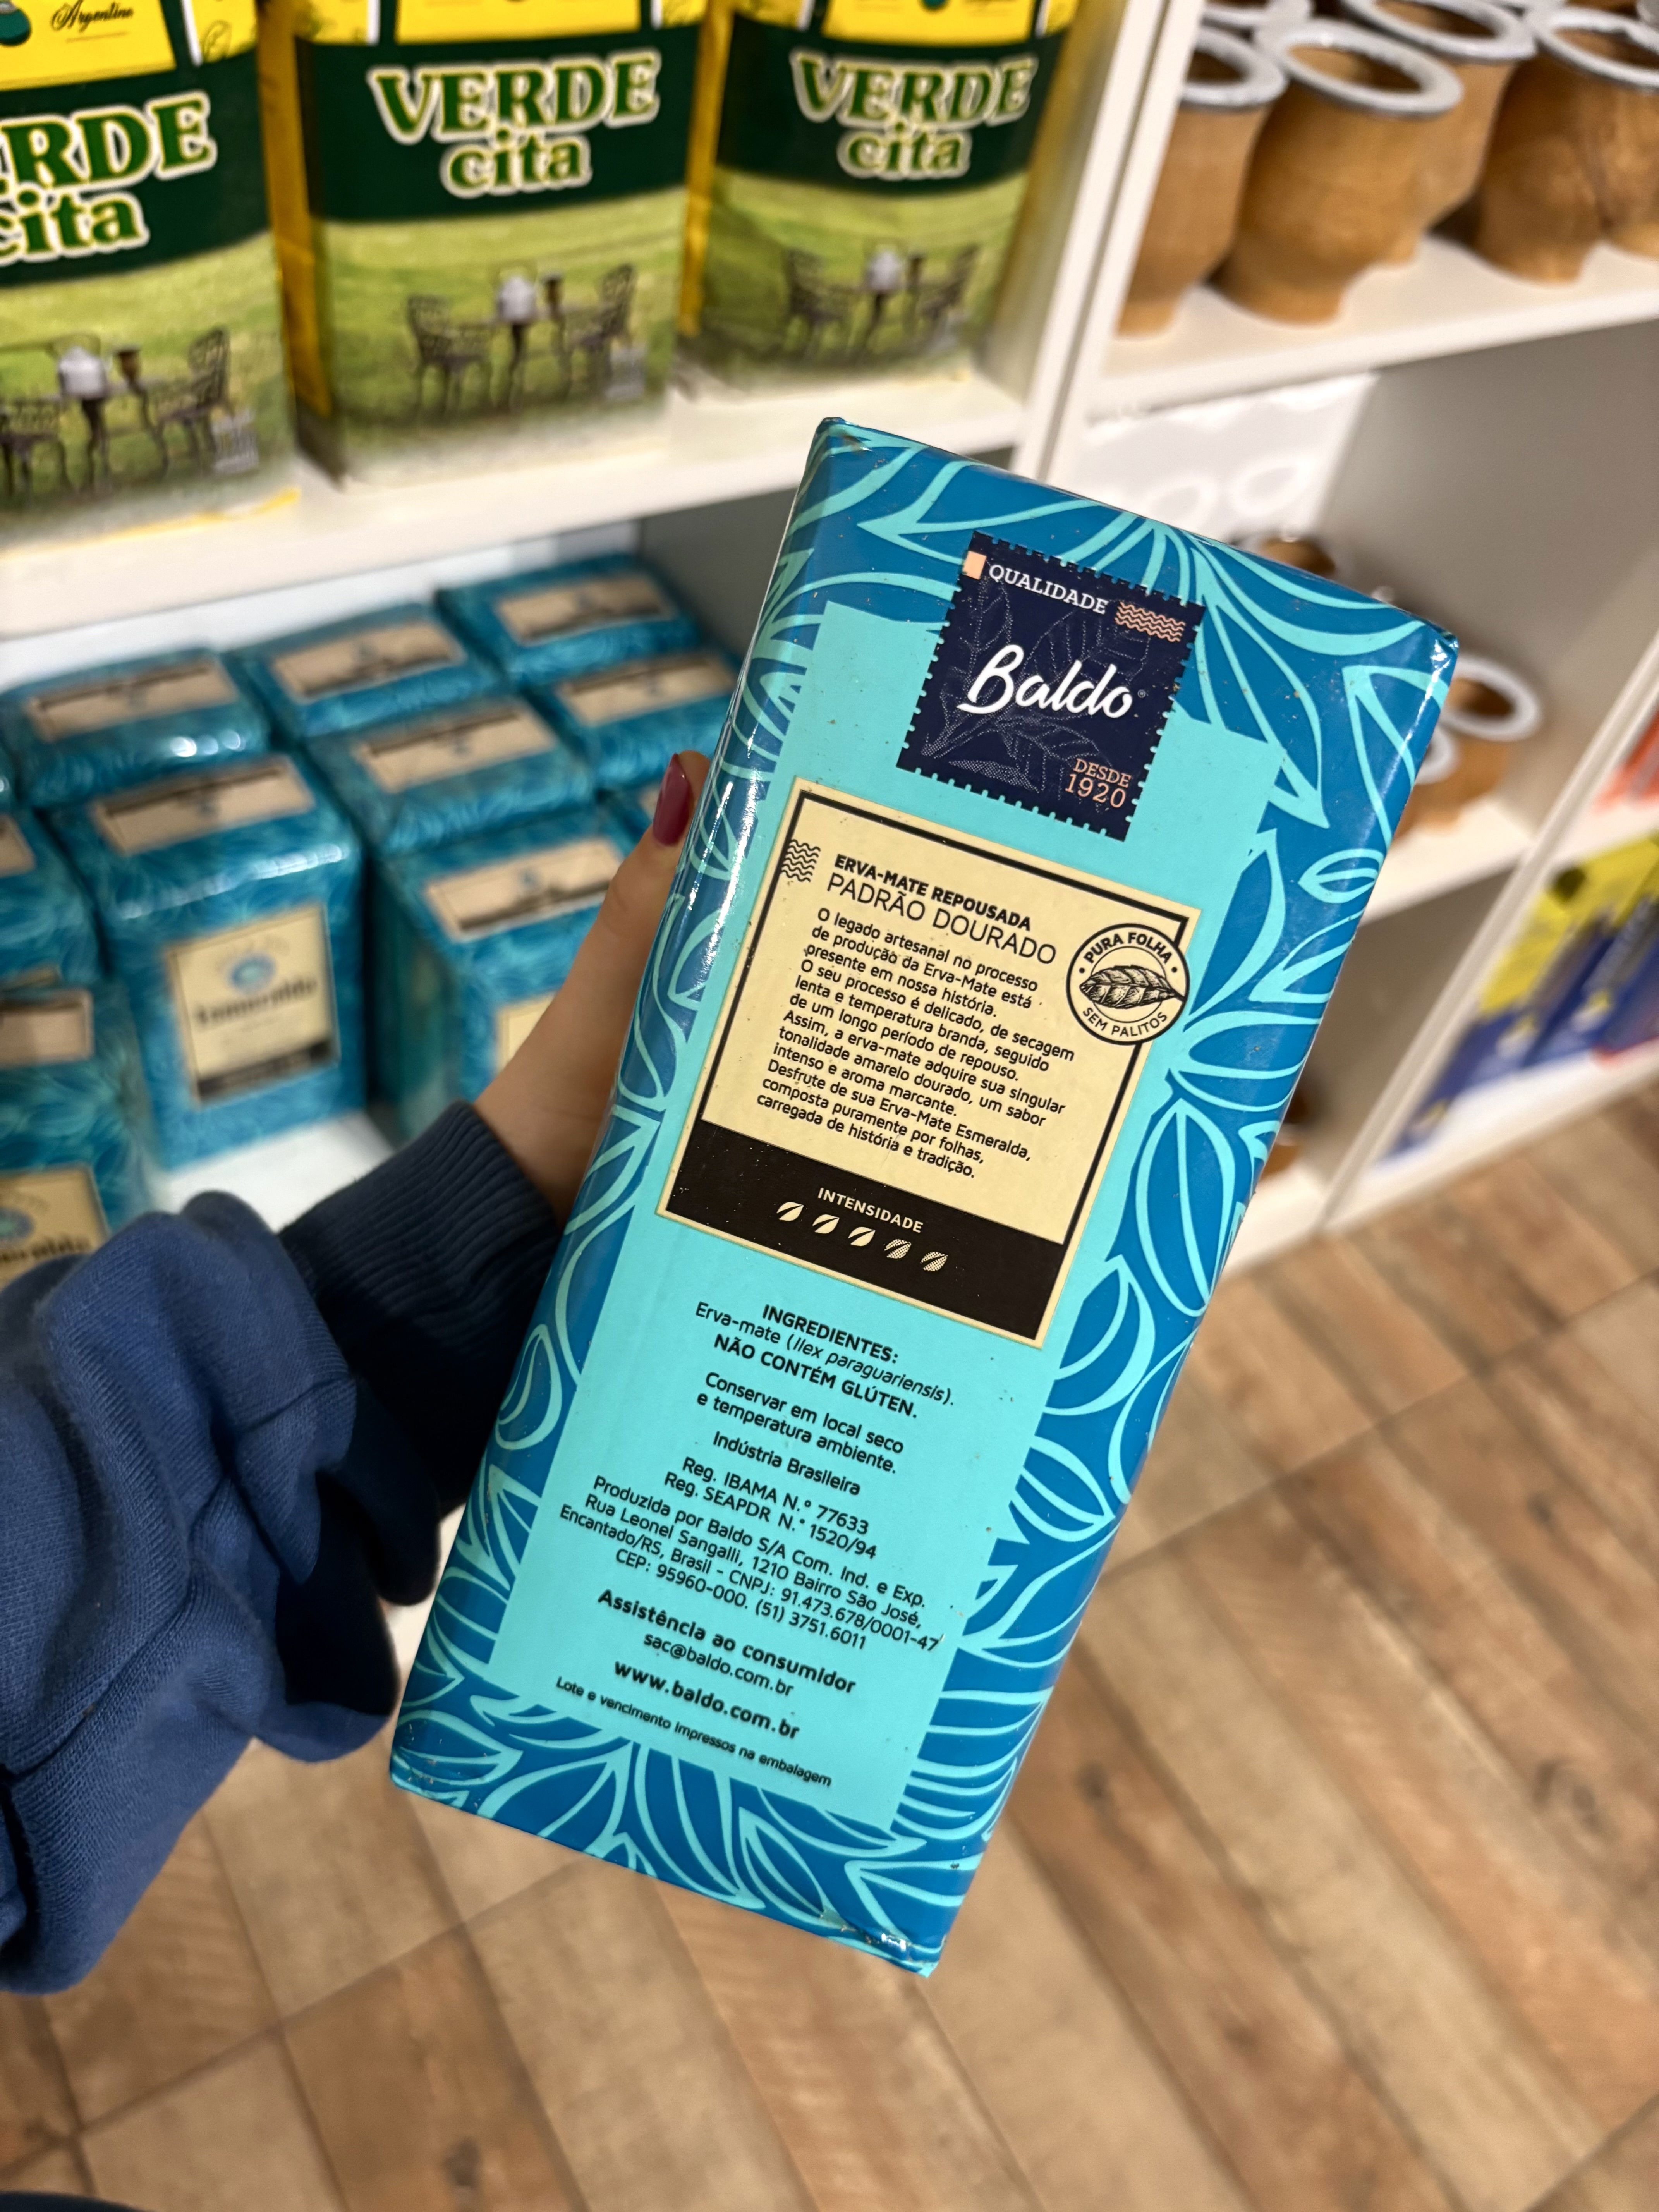 Argentina
VERDE
cita
VERDE
cita
VERDE
cita
QUALIDADE
Baldo
DESDE
1920
ERVA-MATE REPOUSADA
PADRÃO DOURADO
O legado artesanal no processo
de produção da Erva-Mate está
presente em nossa história.
O seu processo é delicado, de secagem
lenta e temperatura branda, seguido
de um longo período de repouso.
Assim, a erva-mate adquire sua singular
tonalidade amarelo dourado, um sabor
intenso e aroma marcante.
Desfrute de sua Erva-Mate Esmeralda,
composta puramente por folhas,
carregada de história e tradição.
PURA FOLHA
SEM PALITOS
INTENSIDADE
INGREDIENTES:
Erva-mate (Ilex paraguariensis).
NÃO CONTÉM GLÚTEN.
Conservar em local seco
e temperatura ambiente.
Indústria Brasileira
Reg. IBAMA N.º 77633
Reg. SEAPDR N.º 1520/94
Produzida por Baldo S/A Com. Ind. e Exp.
Rua Leonel Sangalli, 1210 Bairro São José,
Encantado/RS, Brasil - CNPJ: 91.473.678/0001-47
CEP: 95960-000. (51) 3751.6011
Assistência ao consumidor
sac@baldo.com.br
www.baldo.com.br
Lote e vencimento impressos na embalagem
Esmeralda